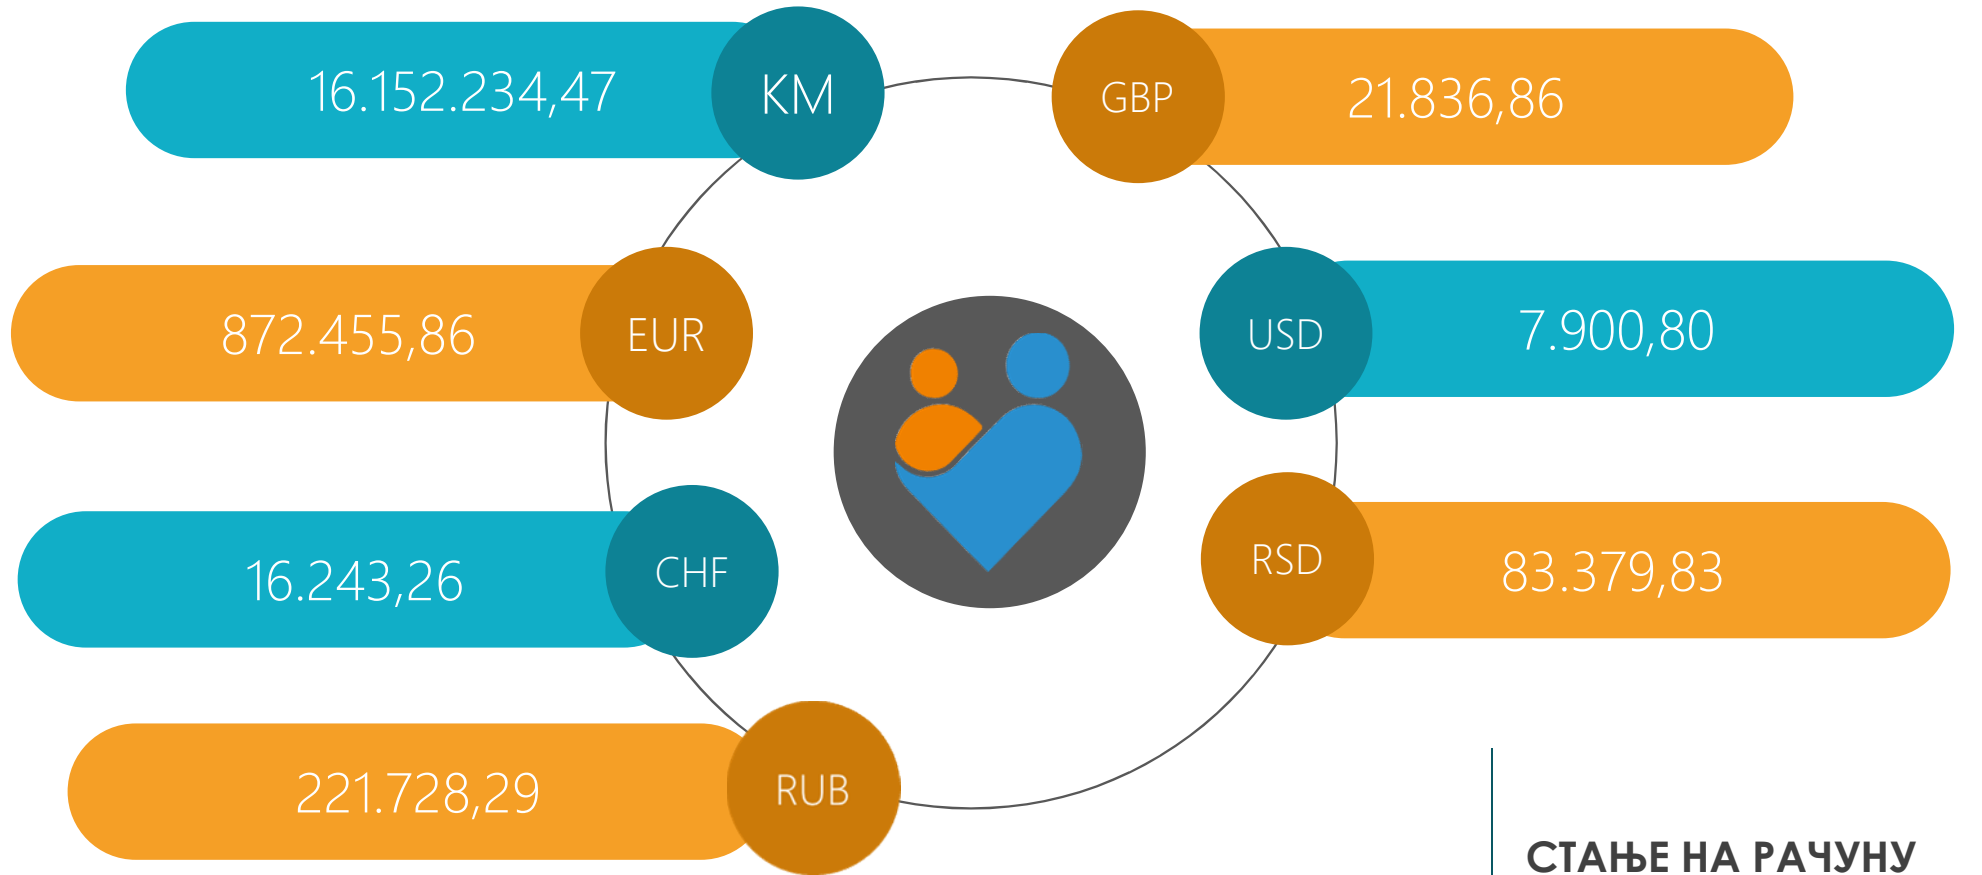 16.152.234,47 KM
GBP 21.836,86
872.455,86 EUR
USD 7.900,80
16.243,26 CHF
RSD 83.379,83
221.728,29 RUB
СТАЊЕ НА РАЧУНУ